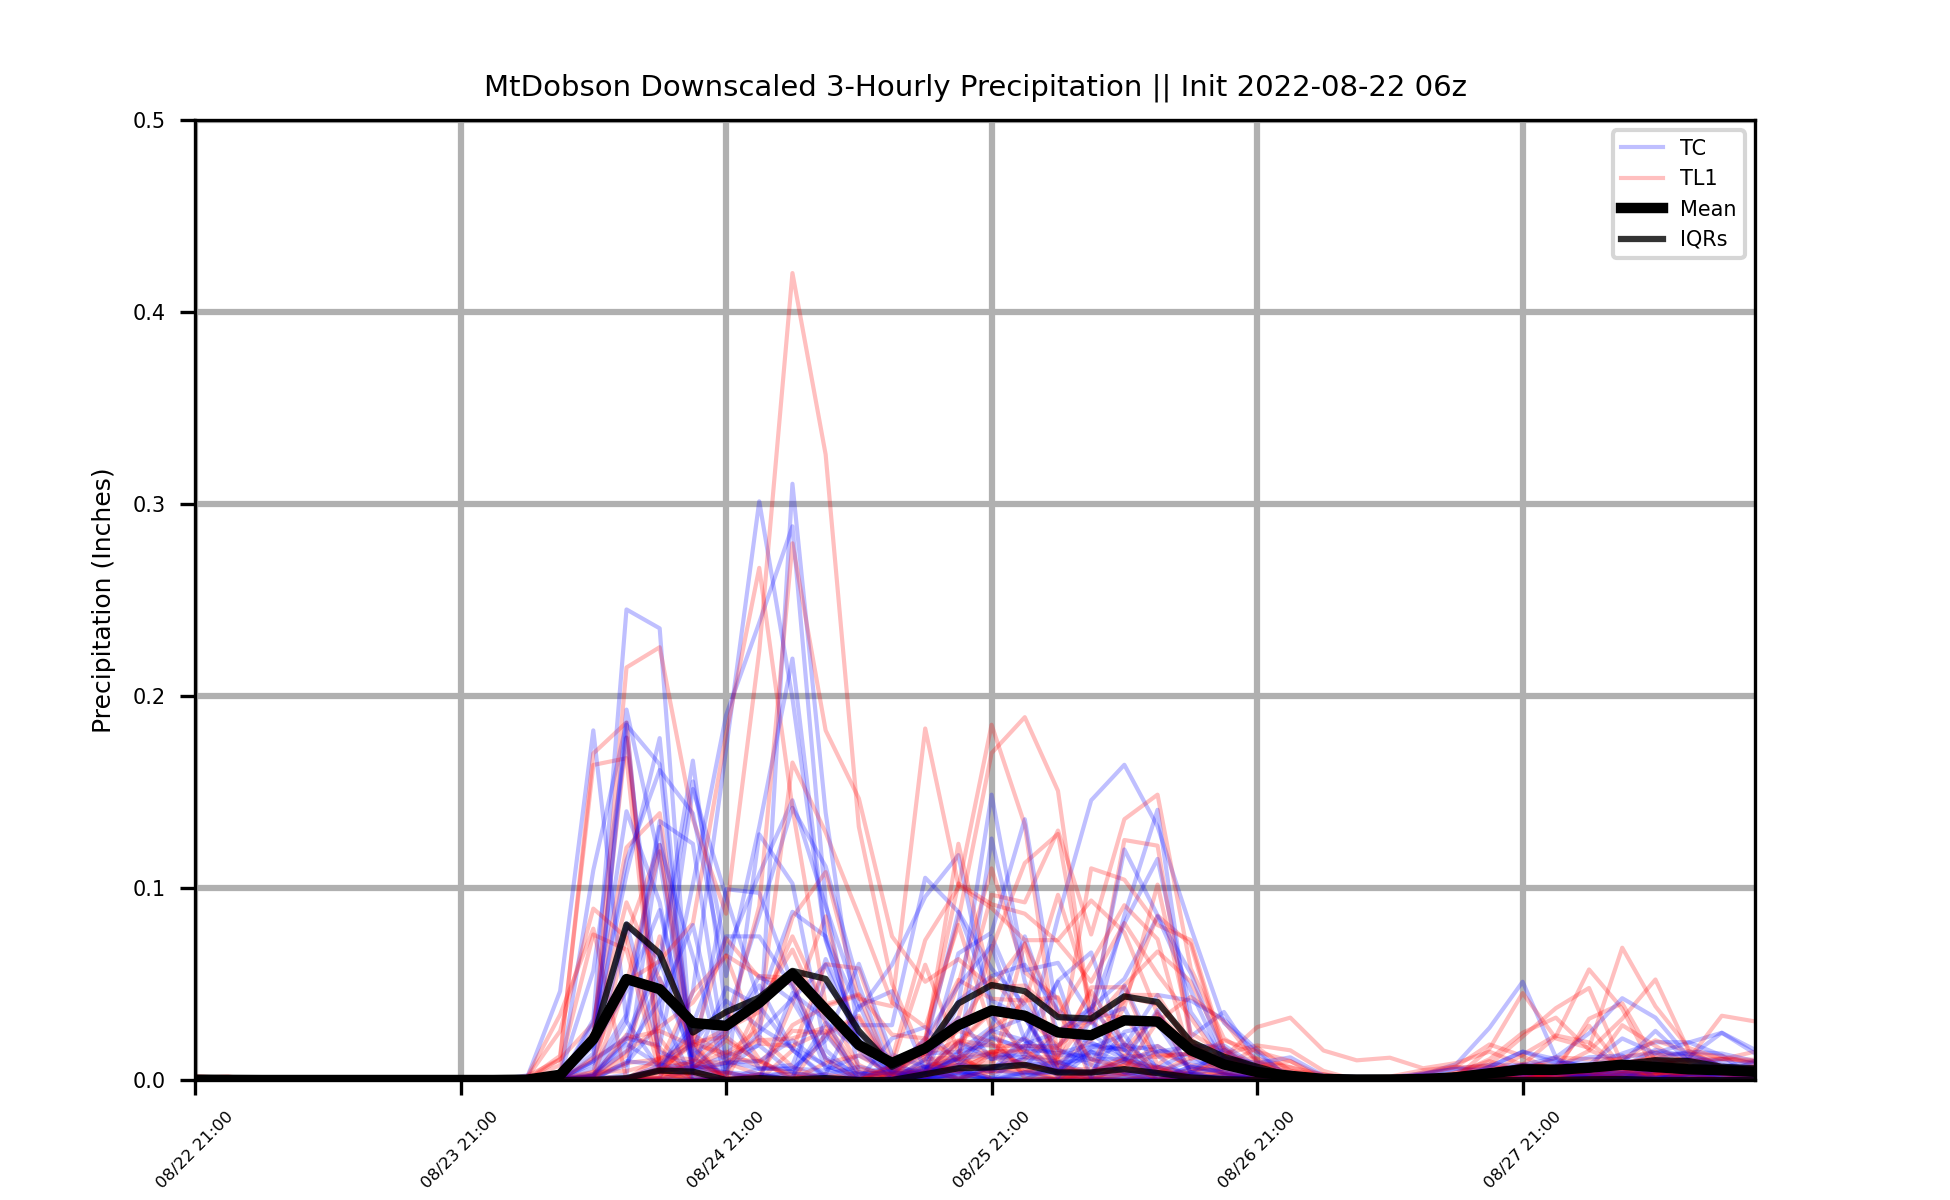 MtDobson Downscaled 3-Hourly Precipitation || Init 2022-08-22 06z
TC
TL1
Mean
IQRs
Precipitation (Inches)
0.5
0.4
0.3
0.2
0.1
0.0
08/22 21:00
08/23 21:00
08/24 21:00
08/25 21:00
08/26 21:00
08/27 21:00